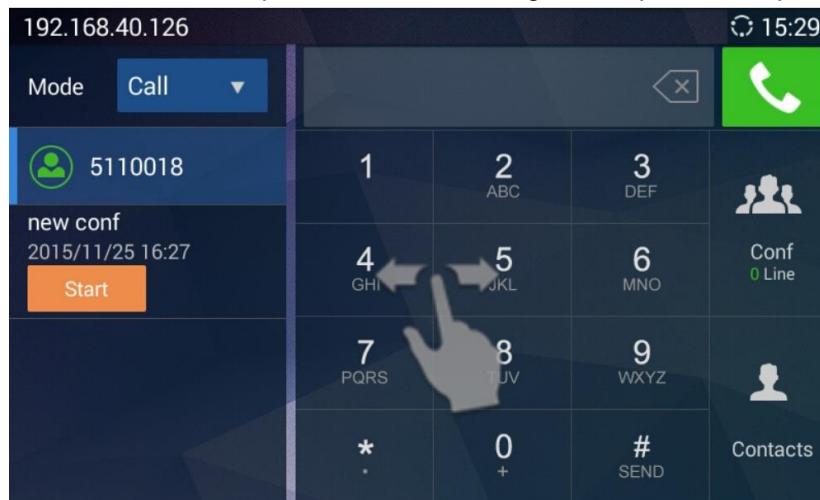 192.168.40.126
15:29
Mode
Call
5110018
new conf
2015/11/25 16:27
Start
1
2
ABC
3
DEF
4
GHI
5
JKL
6
MNO
7
PQRS
8
TUV
9
WXYZ
*
.
0
+
#
SEND
Conf
0 Line
Contacts